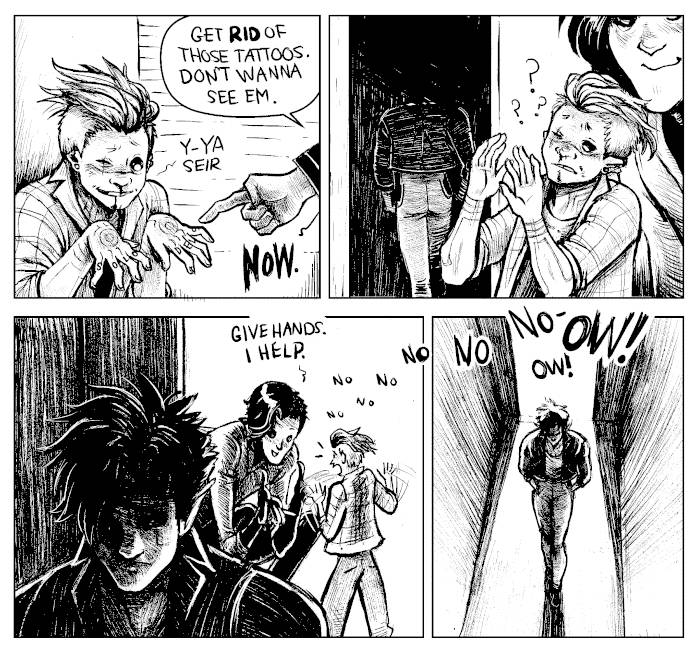 GET RID OF
THOSE TATTOOS.
DON'T WANNA
SEE EM.
Y-YA
SEIR
NOW.
? ? ?
GIVE HANDS.
I HELP.
NO NO
NO
NO
NO
NO
NO-OW!!
OW!